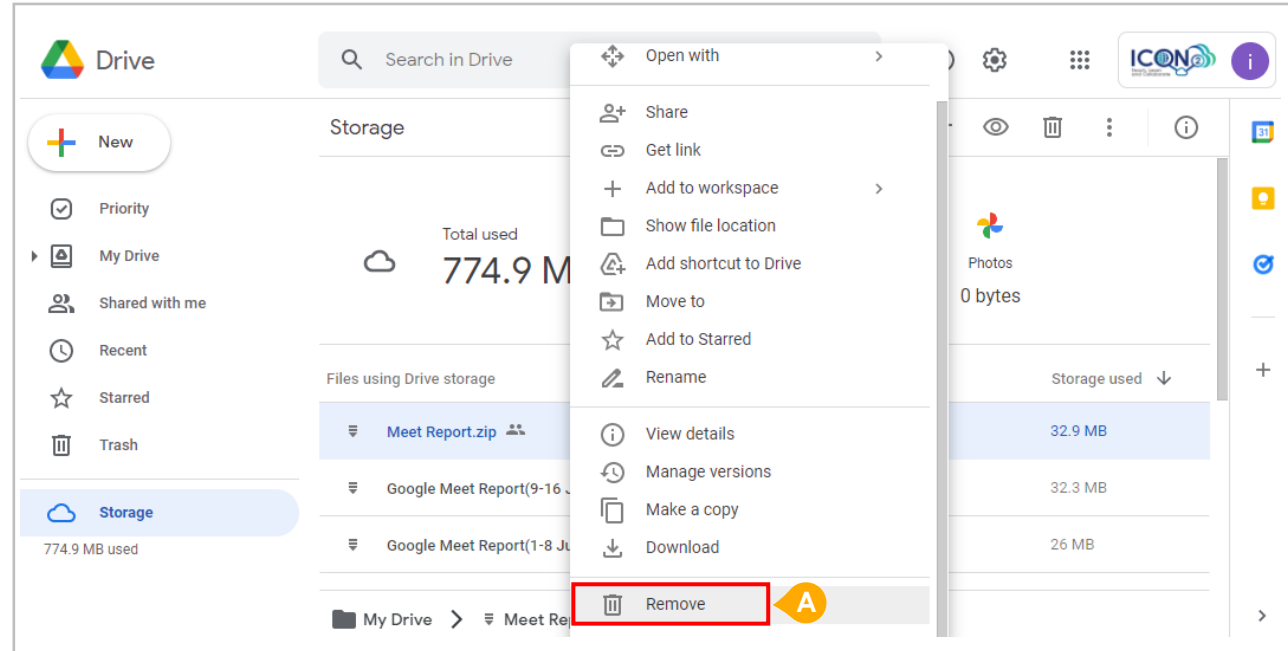 Drive
Search in Drive
ICON
i
New
Priority
My Drive
Shared with me
Recent
Starred
Trash
Storage
774.9 MB used
Storage
Total used
774.9 M
Photos
0 bytes
Files using Drive storage
Storage used
Meet Report.zip
32.9 MB
Google Meet Report(9-16 J
32.3 MB
Google Meet Report(1-8 Ju
26 MB
My Drive > Meet Re
Open with
Share
Get link
Add to workspace
Show file location
Add shortcut to Drive
Move to
Add to Starred
Rename
View details
Manage versions
Make a copy
Download
Remove
A
31